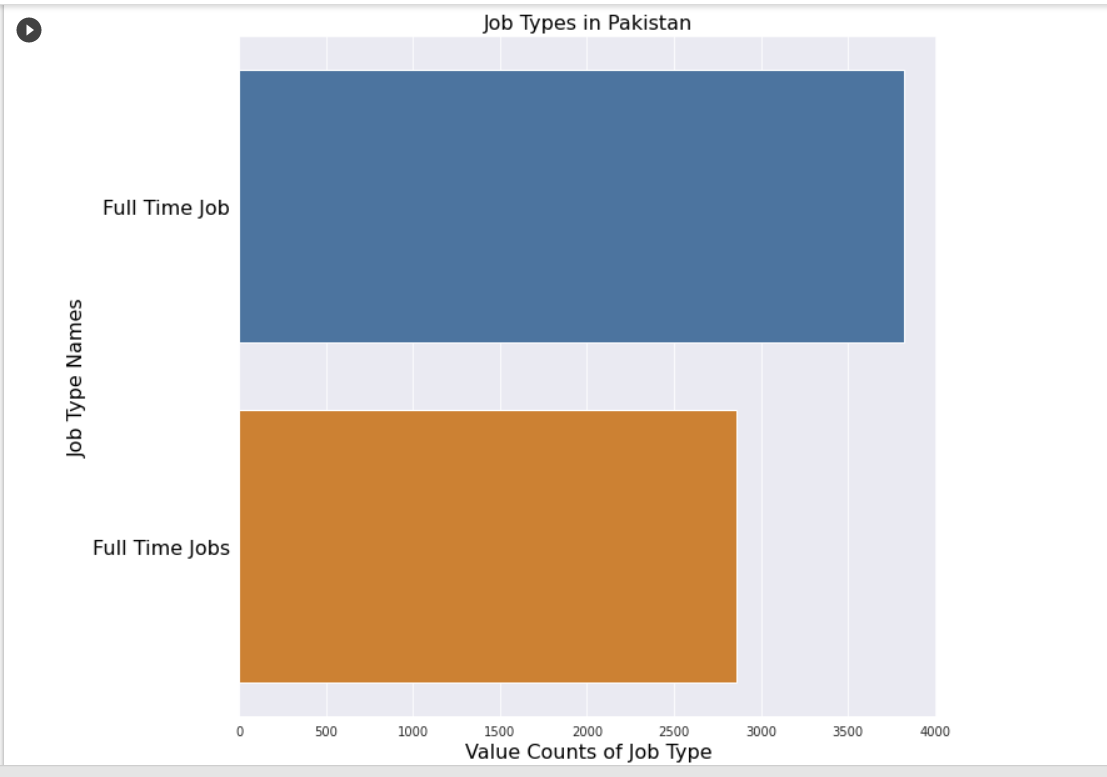 Job Types in Pakistan
Full Time Job
Job Type Names
Full Time Jobs
0 500 1000 1500 2000 2500 3000 3500 4000
Value Counts of Job Type